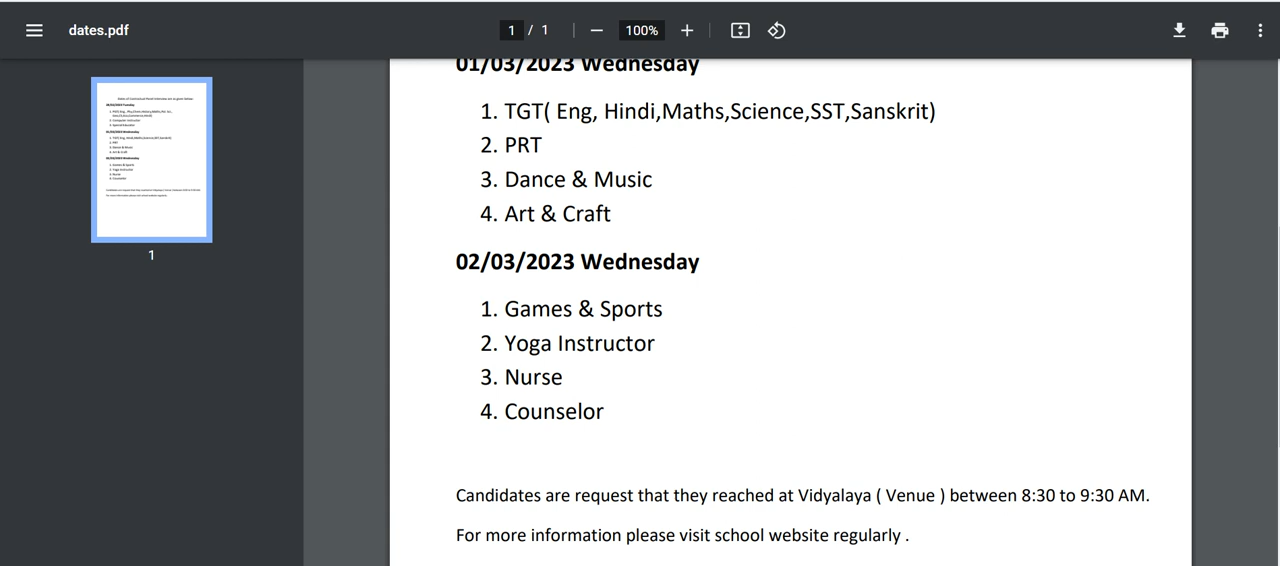 dates.pdf
1 / 1
100%
01/03/2023 Wednesday
1. TGT( Eng, Hindi,Maths,Science,SST,Sanskrit)
2. PRT
3. Dance & Music
4. Art & Craft
02/03/2023 Wednesday
1. Games & Sports
2. Yoga Instructor
3. Nurse
4. Counselor
Candidates are request that they reached at Vidyalaya ( Venue ) between 8:30 to 9:30 AM.
For more information please visit school website regularly .
1